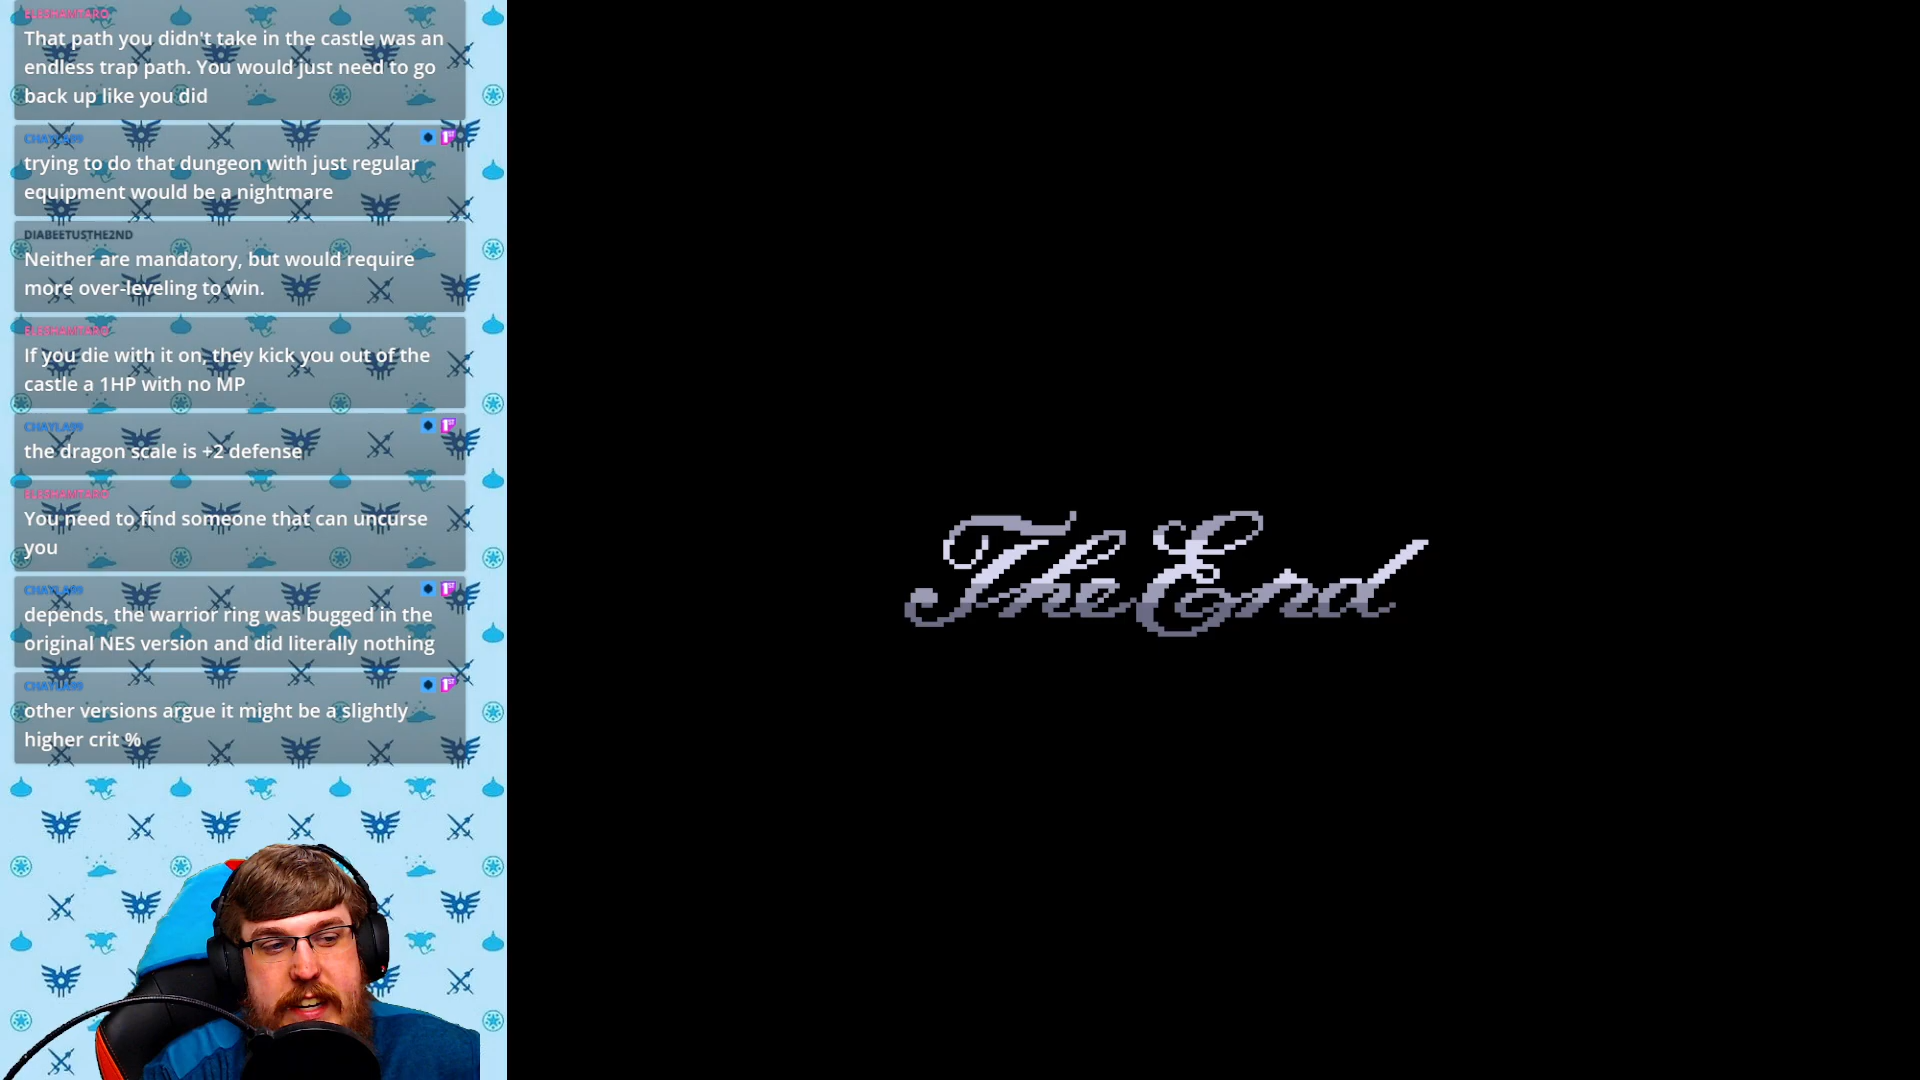 ELESHANTARO
That path you didn't take in the castle was an
endless trap path. You would just need to go
back up like you did
CHAYLA99
trying to do that dungeon with just regular
equipment would be a nightmare
DIABEETUSTHE2ND
Neither are mandatory, but would require
more over-leveling to win.
If you die with it on, they kick you out of the
castle a 1HP with no MP
CHAYLA99
the dragon scale is +2 defense
You need to find someone that can uncurse
you
CHAYLA99
depends, the warrior ring was bugged in the
original NES version and did literally nothing
CHAYLA99
other versions argue it might be a slightly
higher crit %
The End